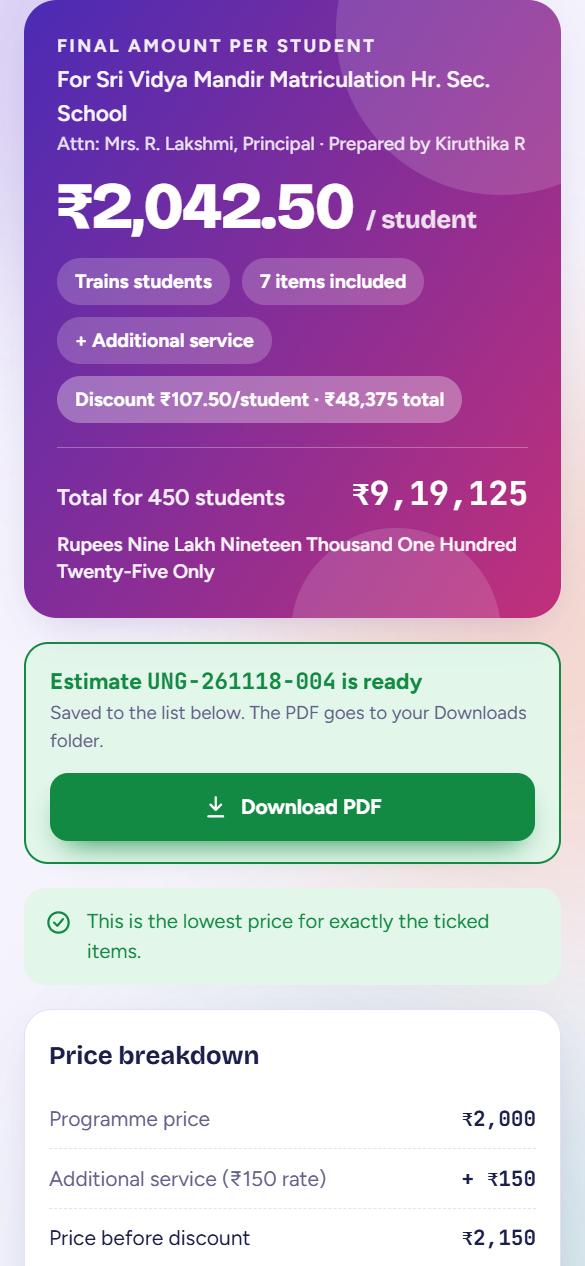 FINAL AMOUNT PER STUDENT
For Sri Vidya Mandir Matriculation Hr. Sec.
School
Attn: Mrs. R. Lakshmi, Principal · Prepared by Kiruthika R
₹2,042.50 / student
Trains students
7 items included
+ Additional service
Discount ₹107.50/student · ₹48,375 total
Total for 450 students ₹9,19,125
Rupees Nine Lakh Nineteen Thousand One Hundred
Twenty-Five Only
Estimate UNG-261118-004 is ready
Saved to the list below. The PDF goes to your Downloads
folder.
Download PDF
This is the lowest price for exactly the ticked
items.
Price breakdown
Programme price ₹2,000
Additional service (₹150 rate) + ₹150
Price before discount ₹2,150